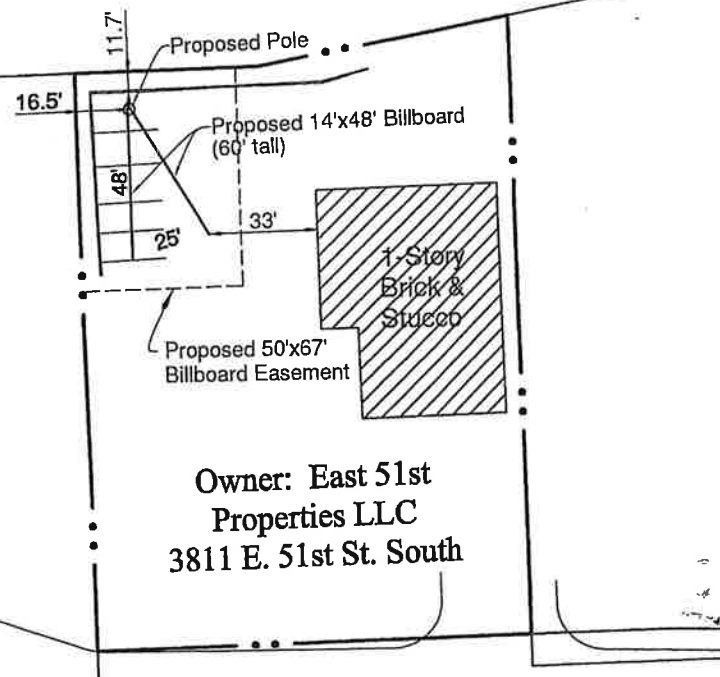 11.7'
Proposed Pole
16.5'
Proposed 14'x48' Billboard
(60' tall)
48'
25'
33'
1-Story
Brick &
Stucco
Proposed 50'x67'
Billboard Easement
Owner: East 51st
Properties LLC
3811 E. 51st St. South